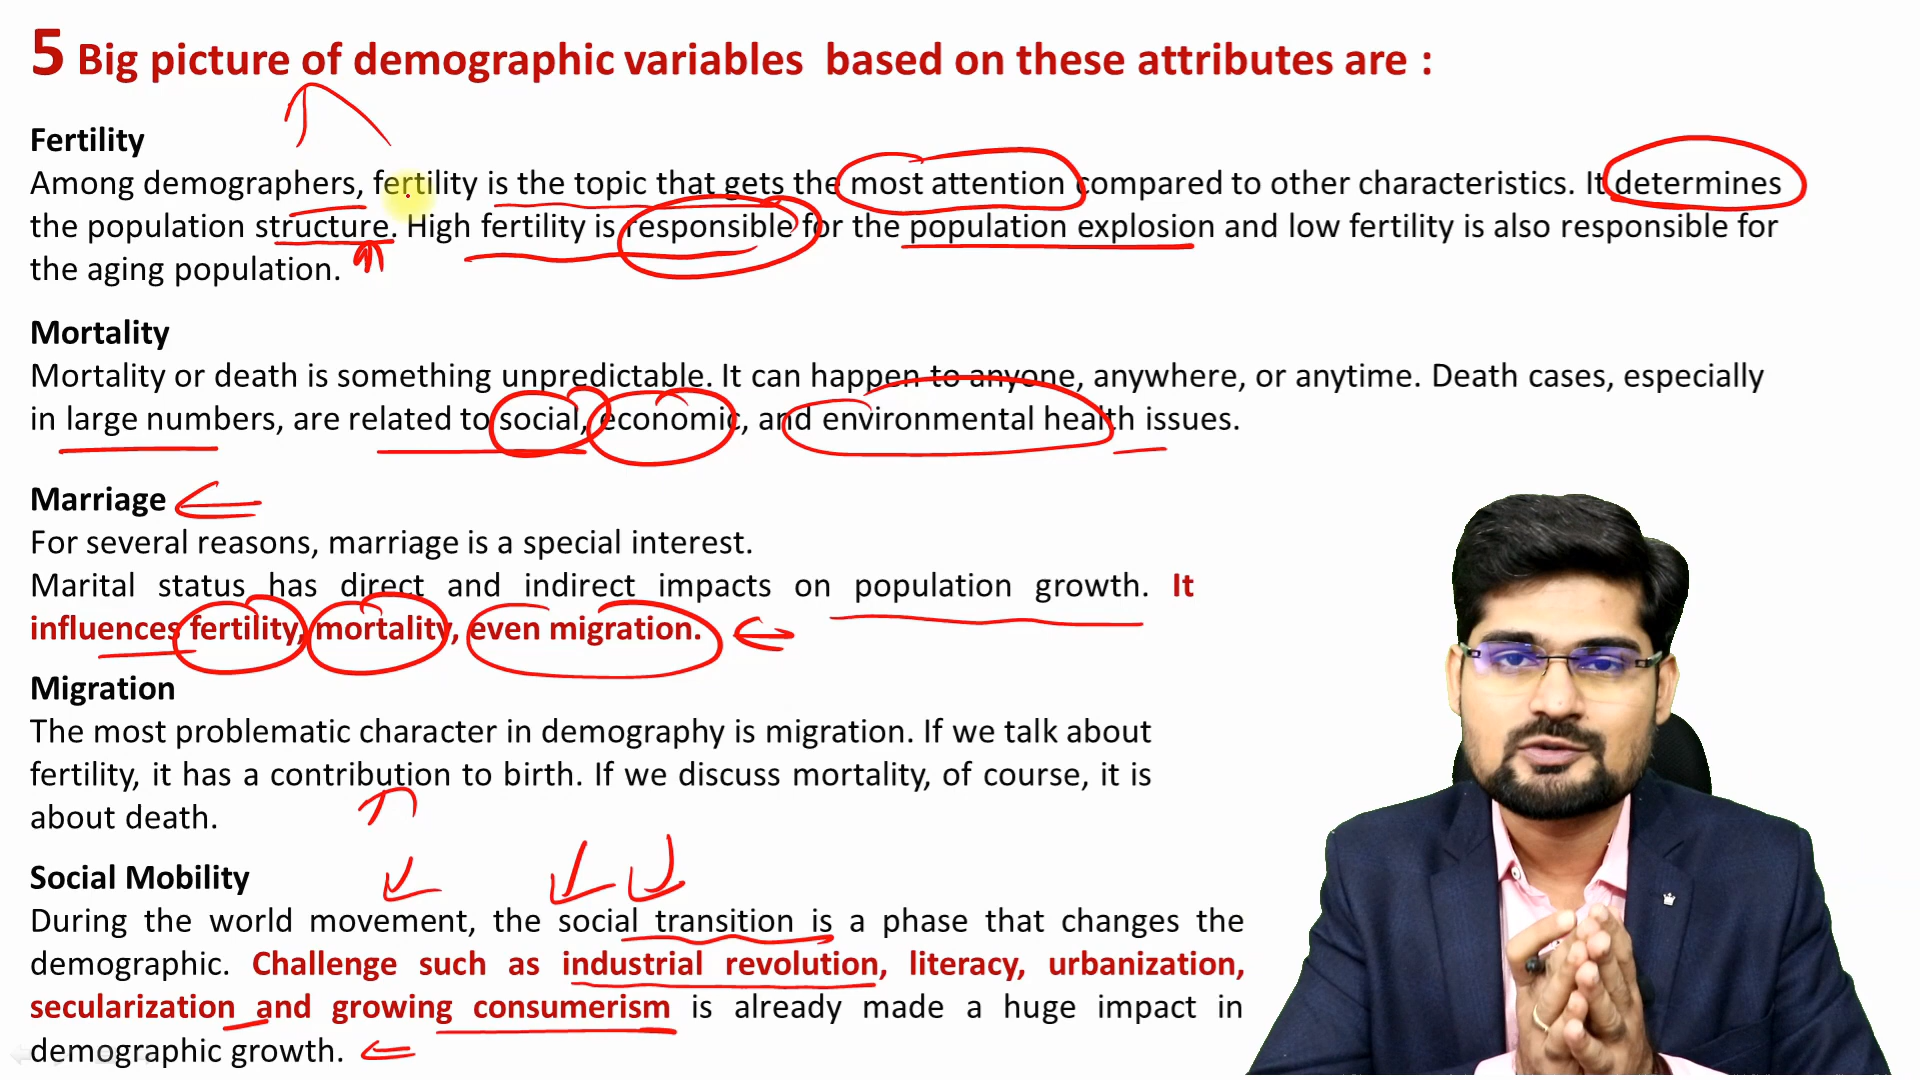 5 Big picture of demographic variables based on these attributes are :
Fertility
Among demographers, fertility is the topic that gets the most attention compared to other characteristics. It determines
the population structure. High fertility is responsible for the population explosion and low fertility is also responsible for
the aging population.
Mortality
Mortality or death is something unpredictable. It can happen to anyone, anywhere, or anytime. Death cases, especially
in large numbers, are related to social, economic, and environmental health issues.
Marriage
For several reasons, marriage is a special interest.
Marital status has direct and indirect impacts on population growth. It
influences fertility, mortality, even migration.
Migration
The most problematic character in demography is migration. If we talk about
fertility, it has a contribution to birth. If we discuss mortality, of course, it is
about death.
Social Mobility
During the world movement, the social transition is a phase that changes the
demographic. Challenge such as industrial revolution, literacy, urbanization,
secularization and growing consumerism is already made a huge impact in
demographic growth.